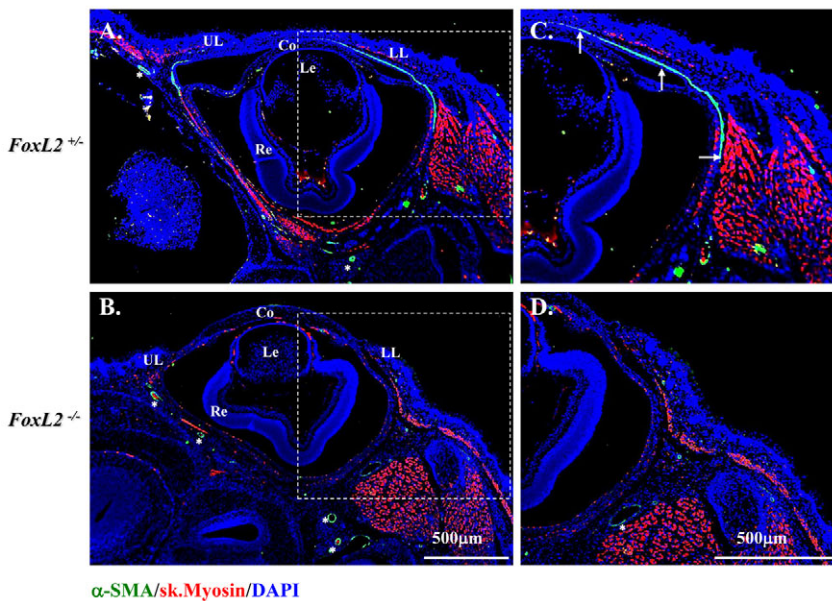 A.
UL
Co
LL
Le
Re
*
*
FoxL2 +/-
C.
B.
Co
UL
Le
LL
Re
*
*
*
*
500μm
FoxL2 -/-
D.
*
500μm
α-SMA/sk.Myosin/DAPI